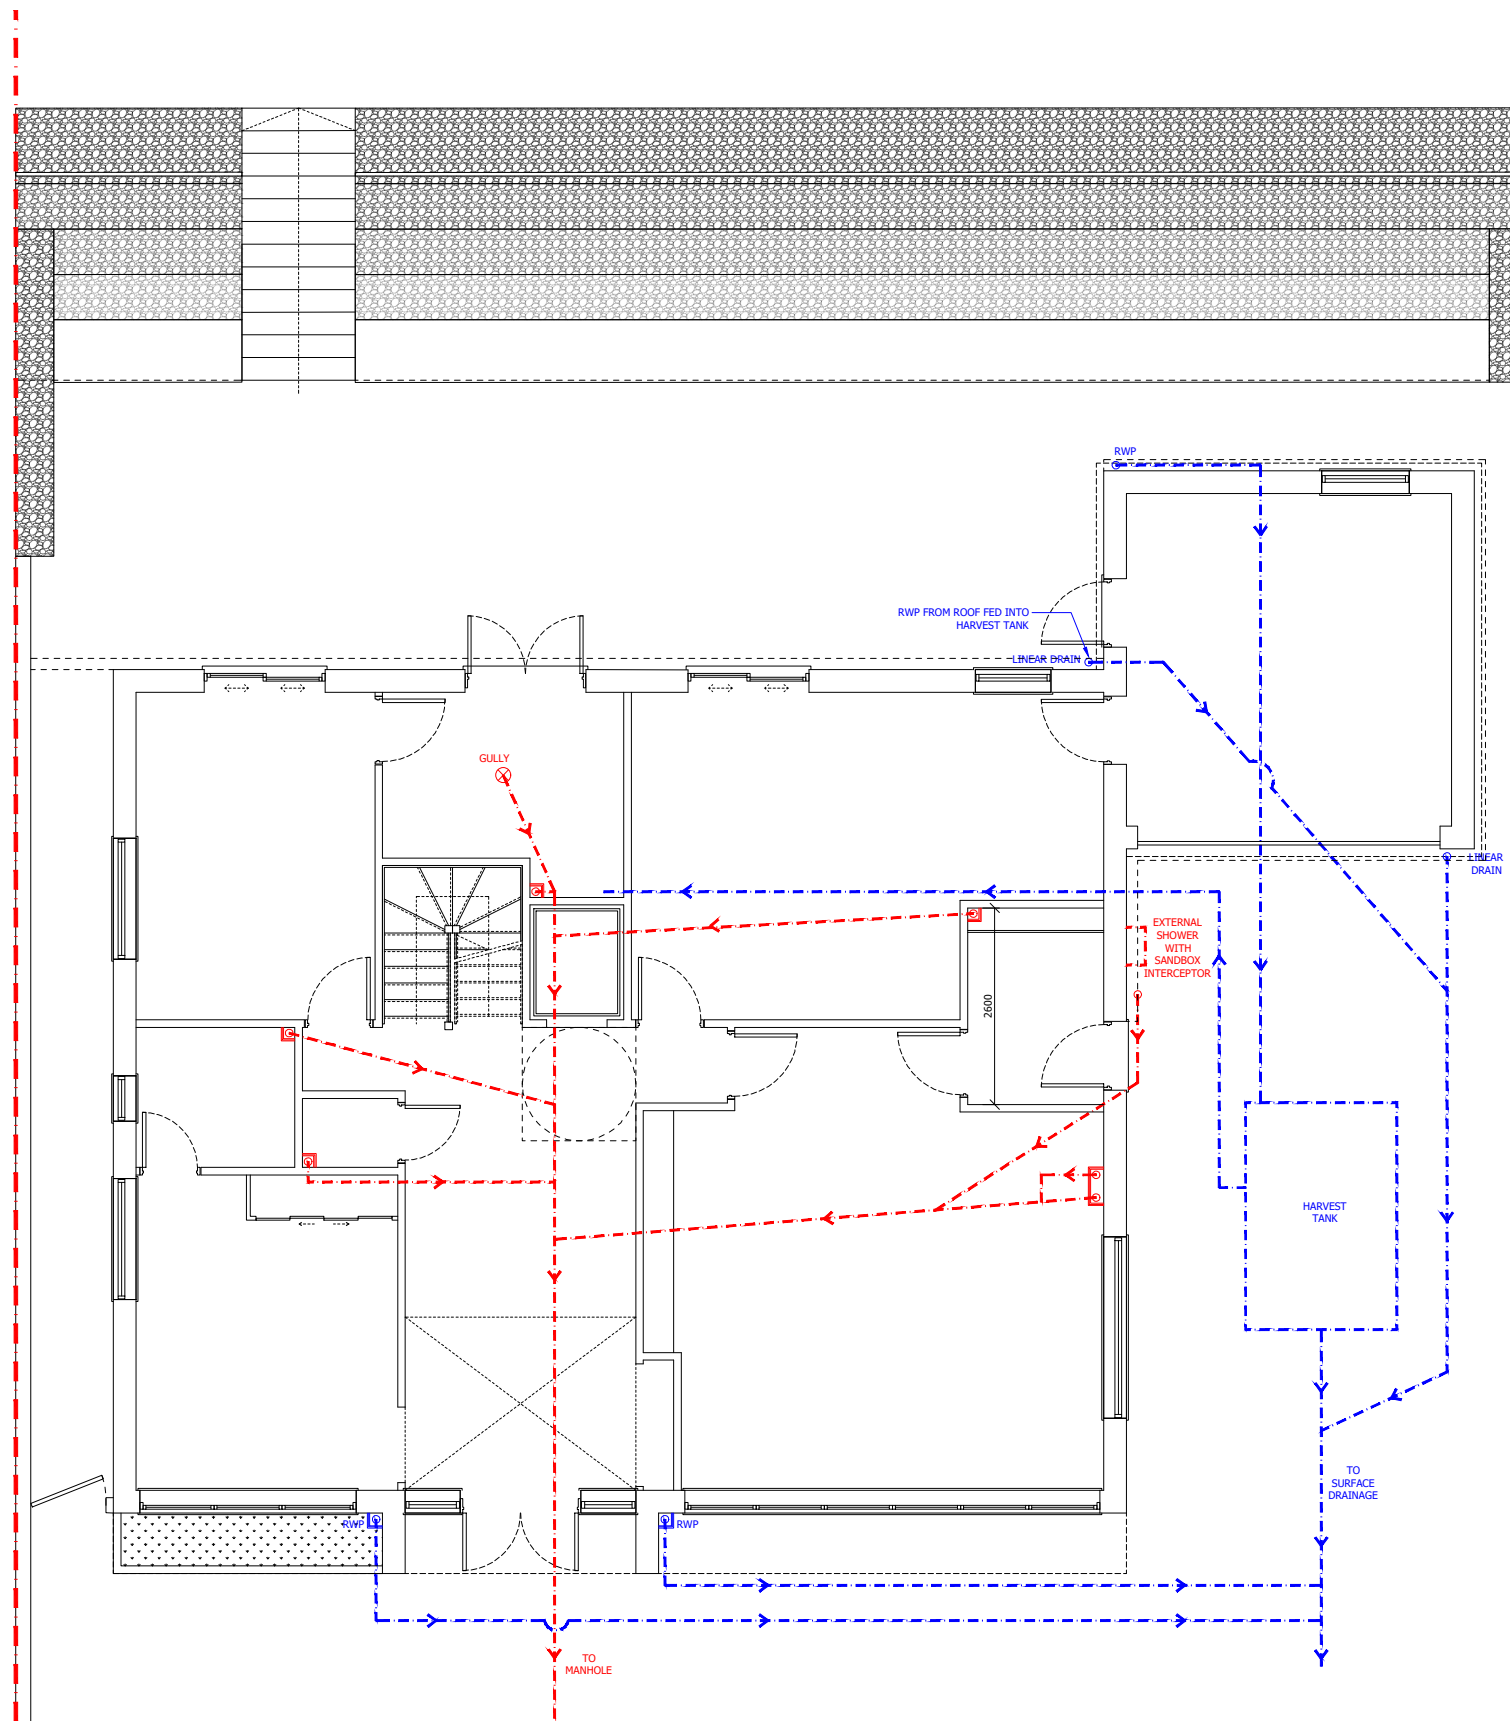 RWP
RWP FROM ROOF FED INTO
HARVEST TANK
LINEAR DRAIN
GULLY
LINEAR
DRAIN
EXTERNAL
SHOWER
WITH
SANDBOX
INTERCEPTOR
2600
HARVEST
TANK
TO
SURFACE
DRAINAGE
RWP
RWP
TO
MANHOLE